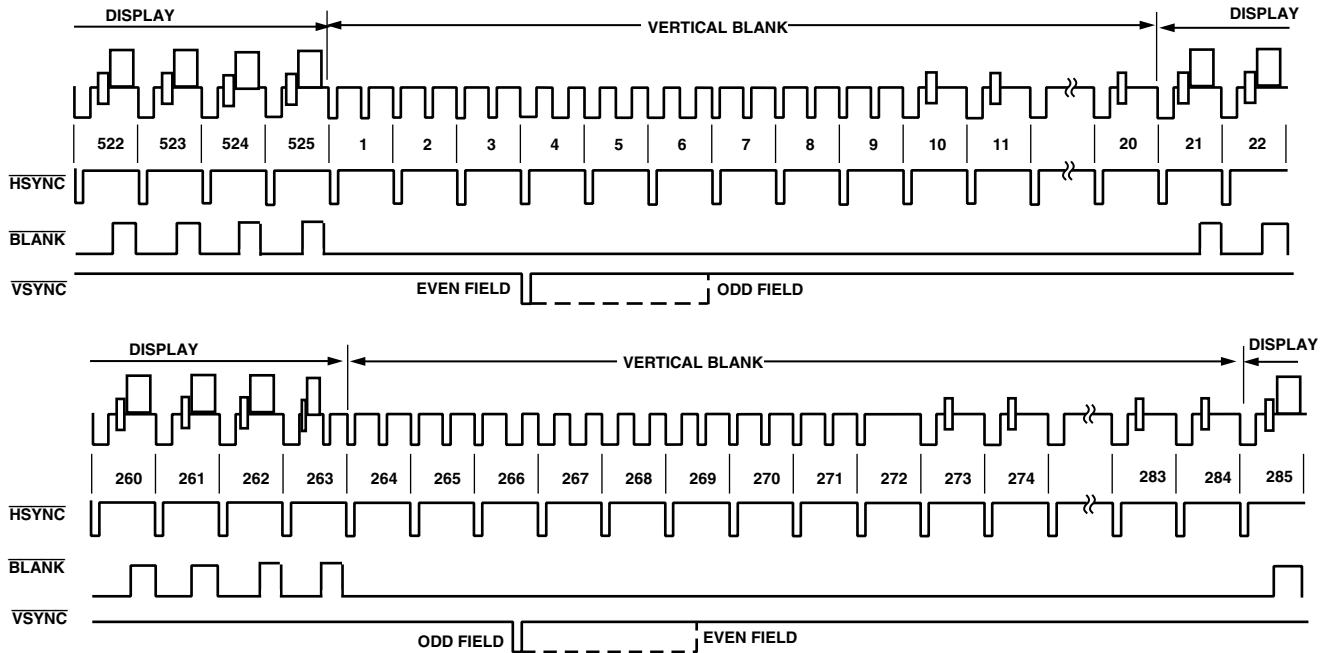 DISPLAY VERTICAL BLANK DISPLAY
522 523 524 525 1 2 3 4 5 6 7 8 9 10 11 20 21 22
HSYNC
BLANK
VSYNC EVEN FIELD ODD FIELD
DISPLAY VERTICAL BLANK DISPLAY
260 261 262 263 264 265 266 267 268 269 270 271 272 273 274 283 284 285
HSYNC
BLANK
VSYNC ODD FIELD EVEN FIELD